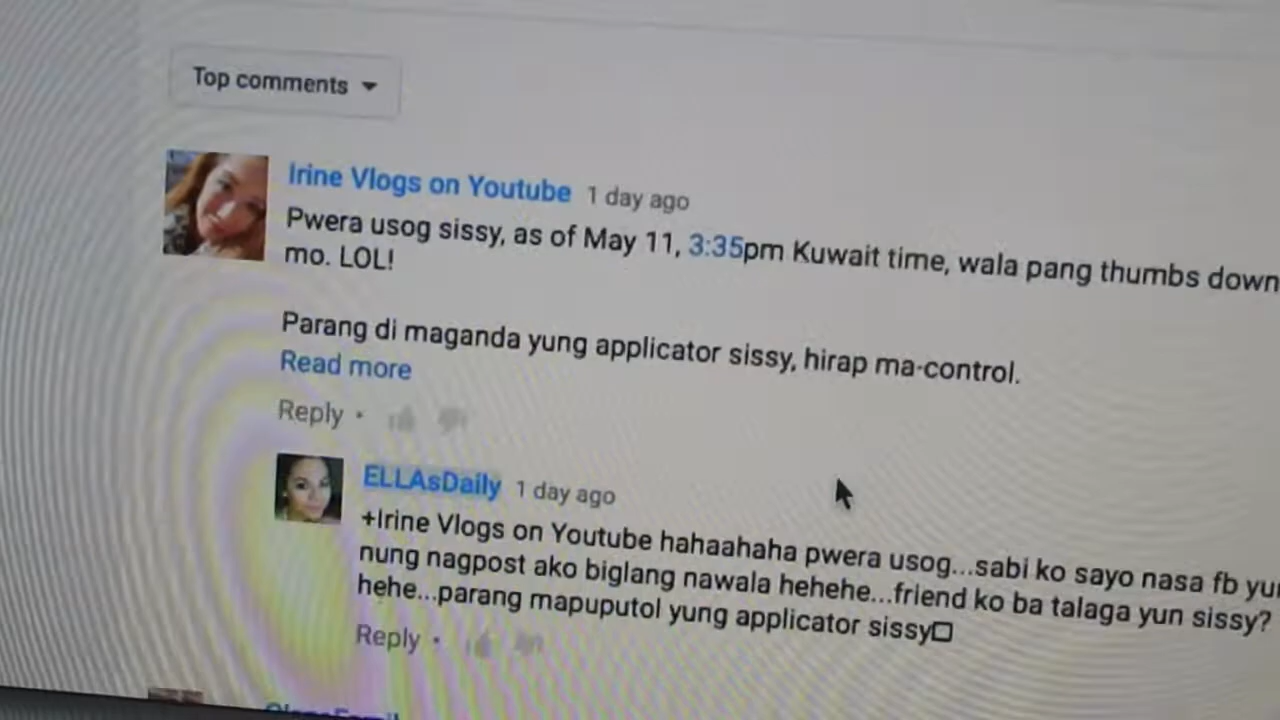 Top comments
Irine Vlogs on Youtube 1 day ago
Pwera usog sissy, as of May 11, 3:35pm Kuwait time, wala pang thumbs down
mo. LOL!
Parang di maganda yung applicator sissy, hirap ma-control.
Read more
Reply •
ELLAsDaily 1 day ago
+Irine Vlogs on Youtube hahaahaha pwera usog...sabi ko sayo nasa fb
nung nagpost ako biglang nawala hehehe...friend ko ba talaga yun sissy?
hehe...parang mapuputol yung applicator sissy
Reply •